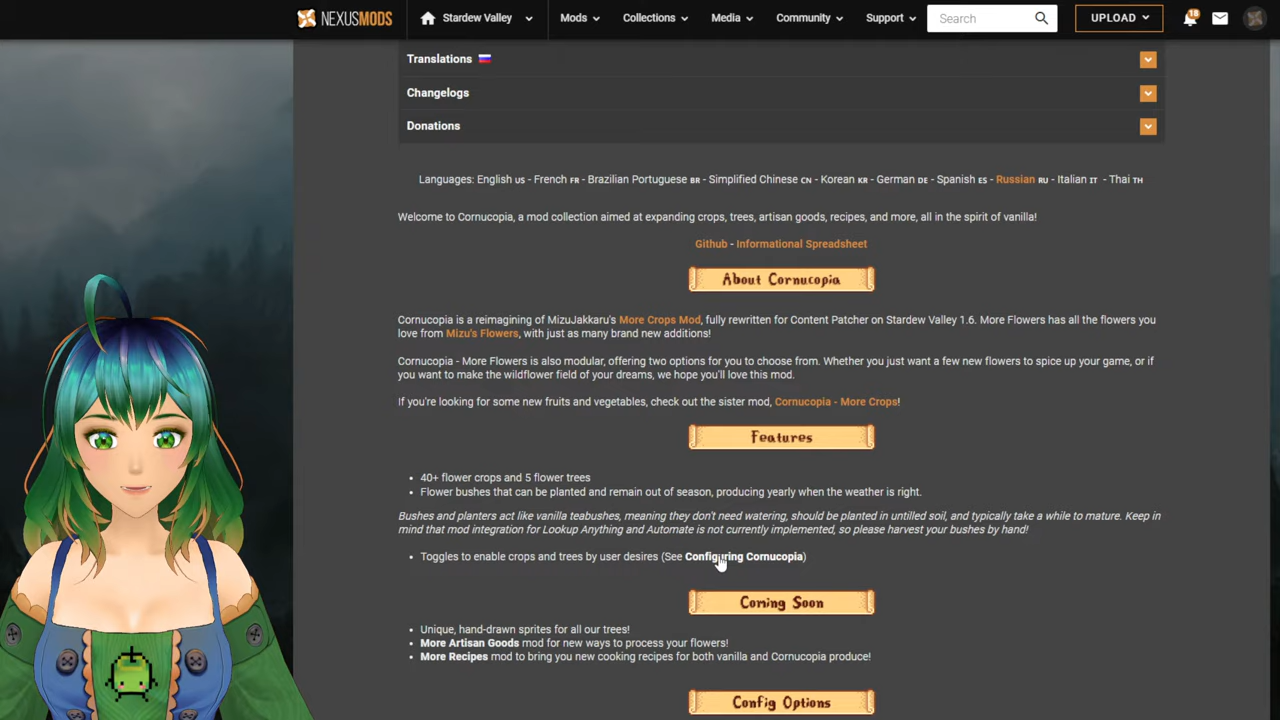 NEXUSMODS Stardew Valley Mods Collections Media Community Support Search UPLOAD 18
Translations
Changelogs
Donations
Languages: English US - French FR - Brazilian Portuguese BR - Simplified Chinese CN - Korean KR - German DE - Spanish ES - Russian RU - Italian IT - Thai TH
Welcome to Cornucopia, a mod collection aimed at expanding crops, trees, artisan goods, recipes, and more, all in the spirit of vanilla!
Github - Informational Spreadsheet
About Cornucopia
Cornucopia is a reimagining of MizuJakkaru's More Crops Mod, fully rewritten for Content Patcher on Stardew Valley 1.6. More Flowers has all the flowers you
love from Mizu's Flowers, with just as many brand new additions!
Cornucopia - More Flowers is also modular, offering two options for you to choose from. Whether you just want a few new flowers to spice up your game, or if
you want to make the wildflower field of your dreams, we hope you'll love this mod.
If you're looking for some new fruits and vegetables, check out the sister mod, Cornucopia - More Crops!
Features
• 40+ flower crops and 5 flower trees
• Flower bushes that can be planted and remain out of season, producing yearly when the weather is right.
Bushes and planters act like vanilla teabushes, meaning they don't need watering, should be planted in untilled soil, and typically take a while to mature. Keep in
mind that mod integration for Lookup Anything and Automate is not currently implemented, so please harvest your bushes by hand!
• Toggles to enable crops and trees by user desires (See Configuring Cornucopia)
Coming Soon
• Unique, hand-drawn sprites for all our trees!
• More Artisan Goods mod for new ways to process your flowers!
• More Recipes mod to bring you new cooking recipes for both vanilla and Cornucopia produce!
Config Options